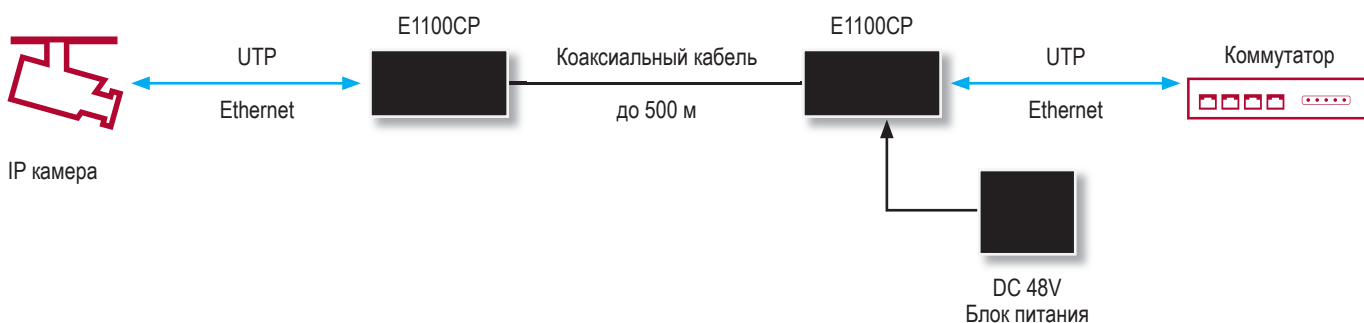 E1100CP
E1100CP
UTP
Коаксиальный кабель
UTP
Коммутатор
Ethernet
до 500 м
Ethernet
IP камера
DC 48V
Блок питания